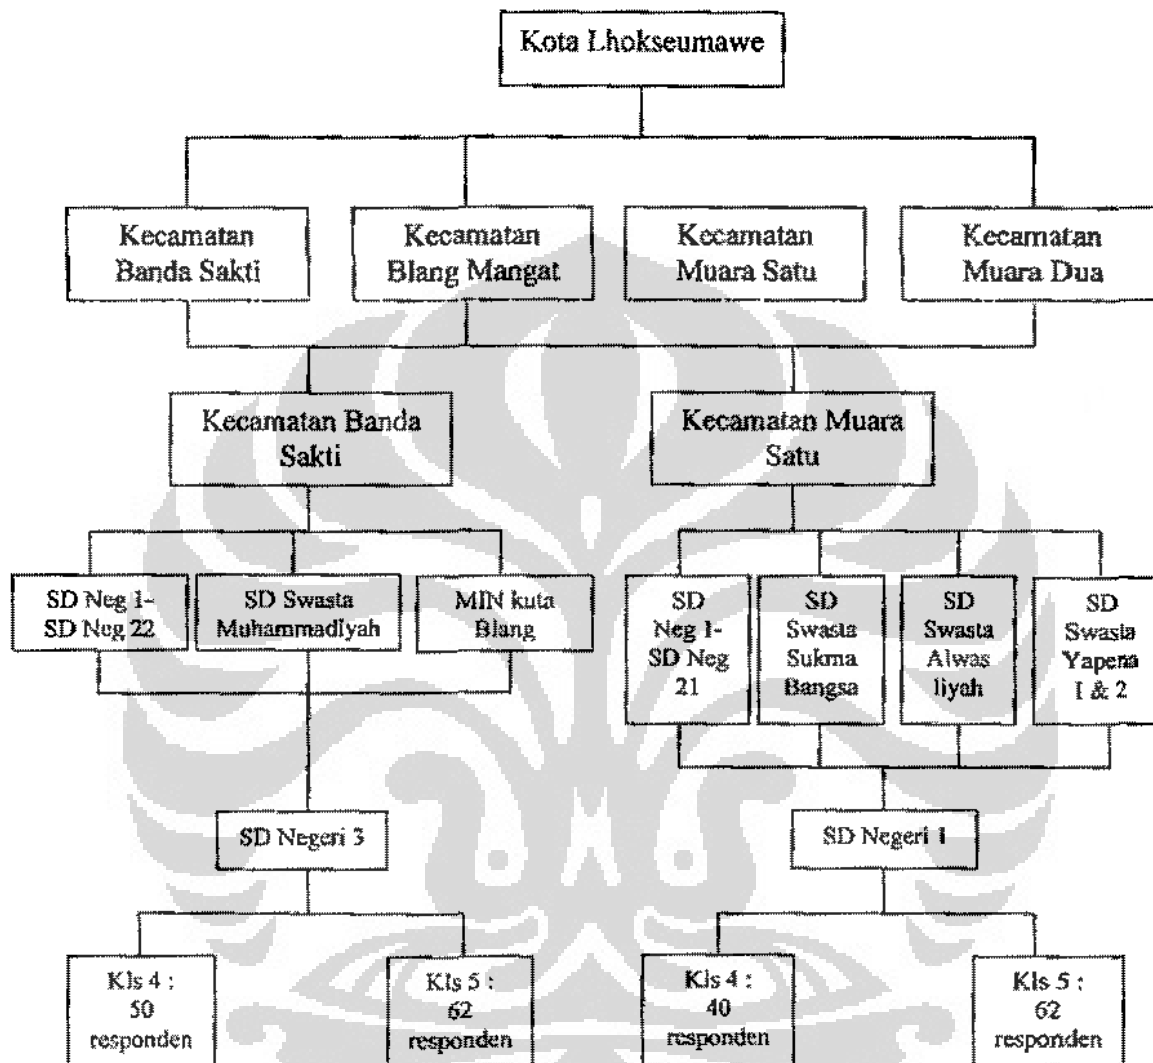 Kota Lhokseumawe
Kecamatan
Banda Sakti
Kecamatan
Blang Mangat
Kecamatan
Muara Satu
Kecamatan
Muara Dua
Kecamatan Banda
Sakti
Kecamatan Muara
Satu
SD Neg 1-
SD Neg 22
SD Swasta
Muhammadiyah
MIN kuta
Blang
SD
Neg 1-
SD Neg
21
SD
Swasta
Sukma
Bangsa
SD
Swasta
Alwas
liyah
SD
Swasta
Yapena
1 & 2
SD Negeri 3
SD Negeri 1
Kls 4 :
50
responden
Kls 5 :
62
responden
Kls 4 :
40
responden
Kls 5 :
62
responden